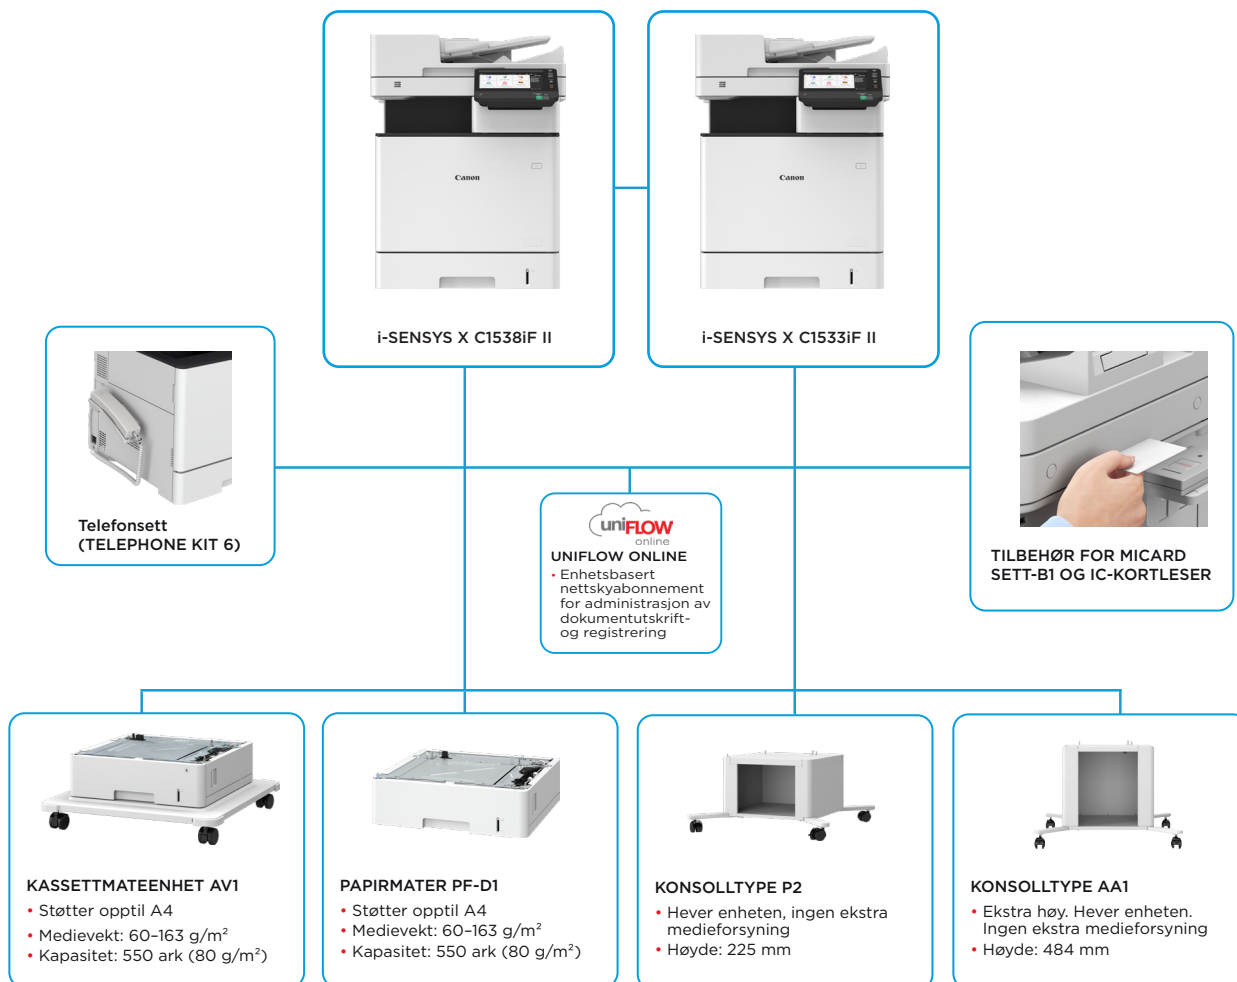 Canon
Canon
i-SENSYS X C1538iF II
i-SENSYS X C1533iF II
Telefonsett
(TELEPHONE KIT 6)
uniFLOW
online
UNIFLOW ONLINE
• Enhetsbasert
nettskyabonnement
for administrasjon av
dokumentutskrift-
og registrering
TILBEHØR FOR MICARD
SETT-B1 OG IC-KORTLESER
KASSETTMATEENHET AV1
• Støtter opptil A4
• Medievekt: 60–163 g/m²
• Kapasitet: 550 ark (80 g/m²)
PAPIRMATER PF-D1
• Støtter opptil A4
• Medievekt: 60–163 g/m²
• Kapasitet: 550 ark (80 g/m²)
KONSOLLTYPE P2
• Hever enheten, ingen ekstra
medieforsyning
• Høyde: 225 mm
KONSOLLTYPE AA1
• Ekstra høy. Hever enheten.
Ingen ekstra medieforsyning
• Høyde: 484 mm